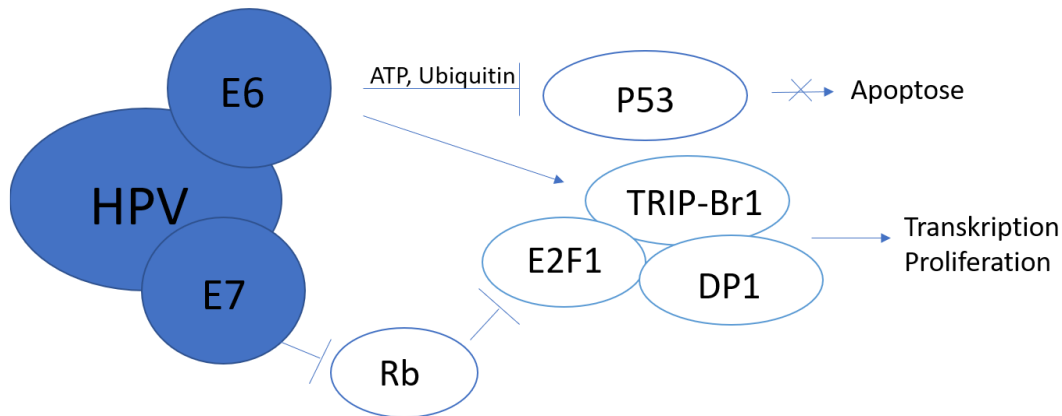 E6
ATP, Ubiquitin
P53
Apoptose
HPV
TRIP-Br1
E2F1
DP1
Transkription
Proliferation
E7
Rb